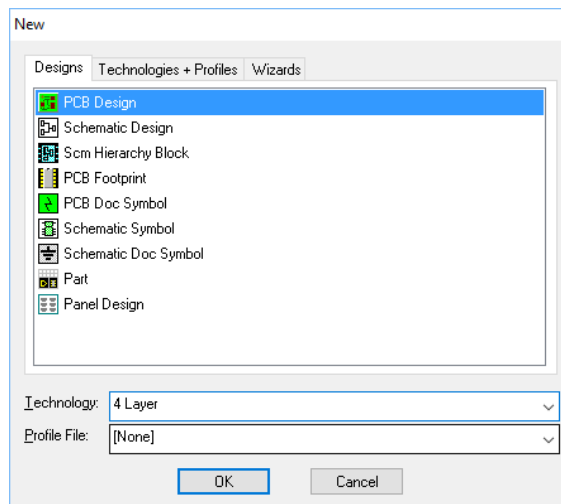 New
Designs Technologies + Profiles Wizards
PCB Design
Schematic Design
Scm Hierarchy Block
PCB Footprint
PCB Doc Symbol
Schematic Symbol
Schematic Doc Symbol
Part
Panel Design
Technology: 4 Layer
Profile File: [None]
OK Cancel